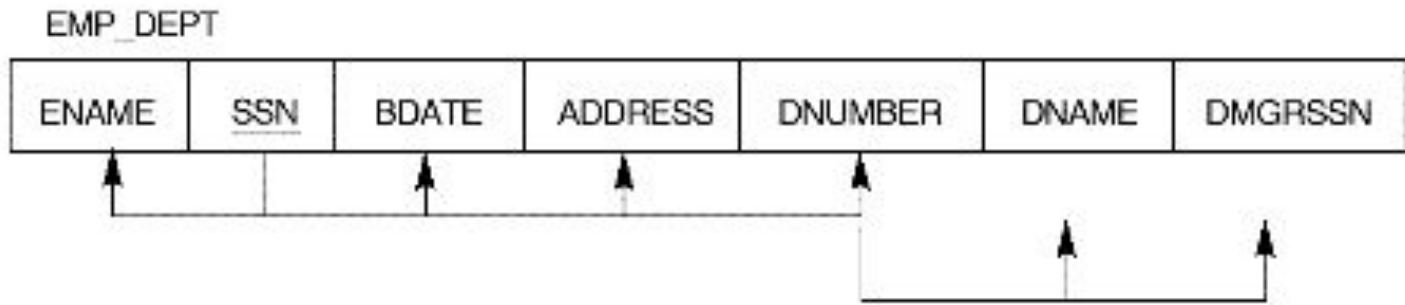 EMP_DEPT
ENAME SSN BDATE ADDRESS DNUMBER DNAME DMGRSSN